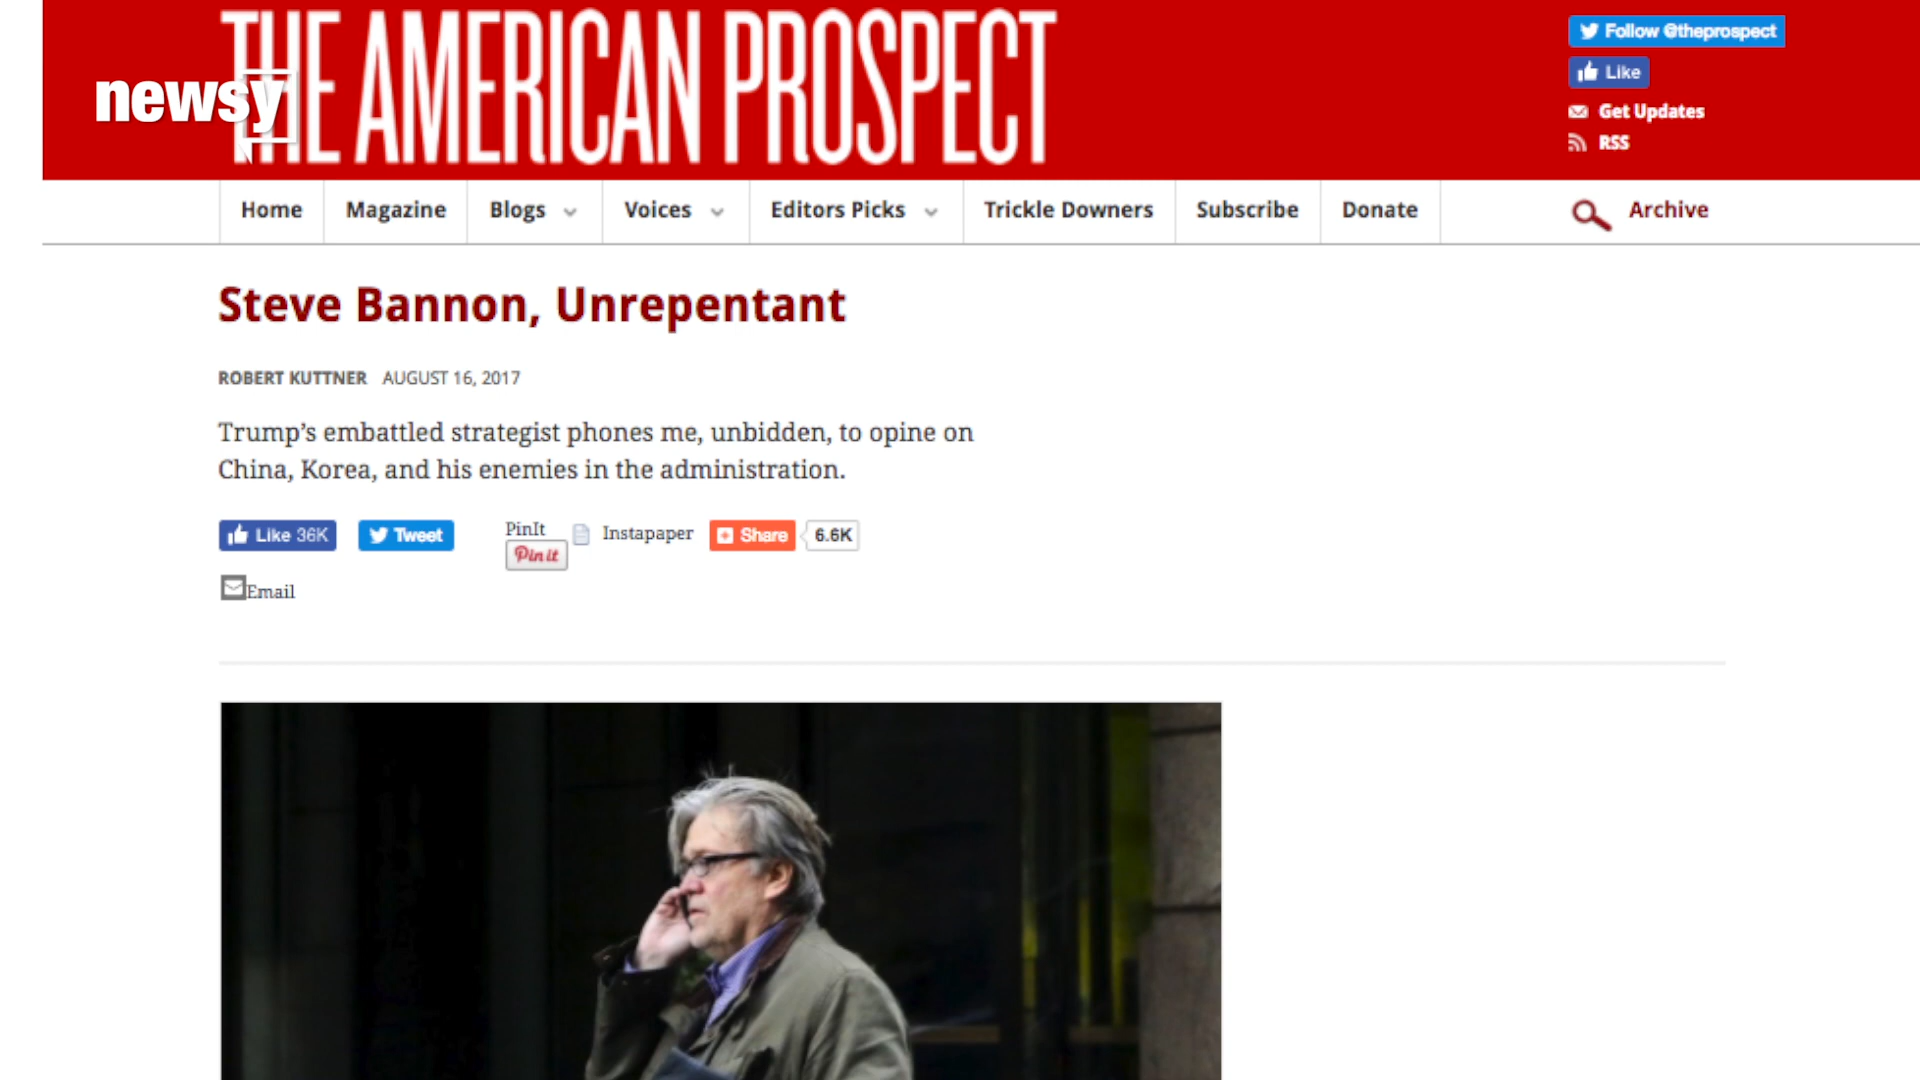 THE AMERICAN PROSPECT
newsy
Follow @theprospect
Like
Get Updates
RSS
Home Magazine Blogs Voices Editors Picks Trickle Downers Subscribe Donate Archive
Steve Bannon, Unrepentant
ROBERT KUTTNER AUGUST 16, 2017
Trump’s embattled strategist phones me, unbidden, to opine on
China, Korea, and his enemies in the administration.
Like 36K Tweet PinIt Instapaper Share 6.6K
Pin it
Email